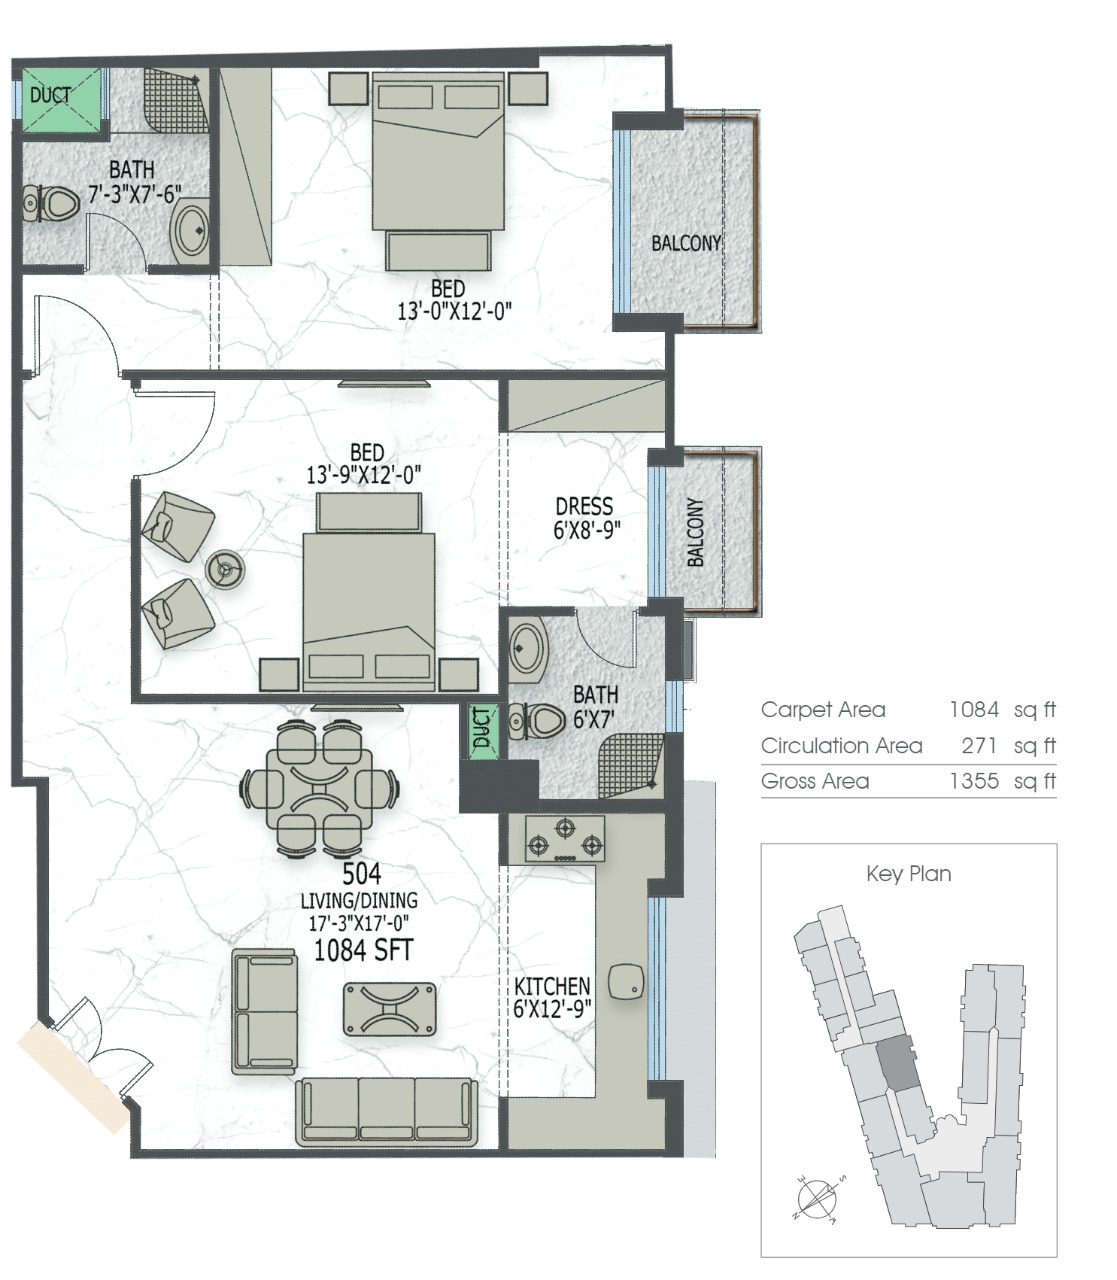 DUCT
BATH
7'-3"X7'-6"
BED
13'-0"X12'-0"
BALCONY
BED
13'-9"X12'-0"
DRESS
6'X8'-9"
BALCONY
BATH
6'X7'
DUCT
504
LIVING/DINING
17'-3"X17'-0"
1084 SFT
KITCHEN
6'X12'-9"
Carpet Area 1084 sq ft
Circulation Area 271 sq ft
Gross Area 1355 sq ft
Key Plan
S
N